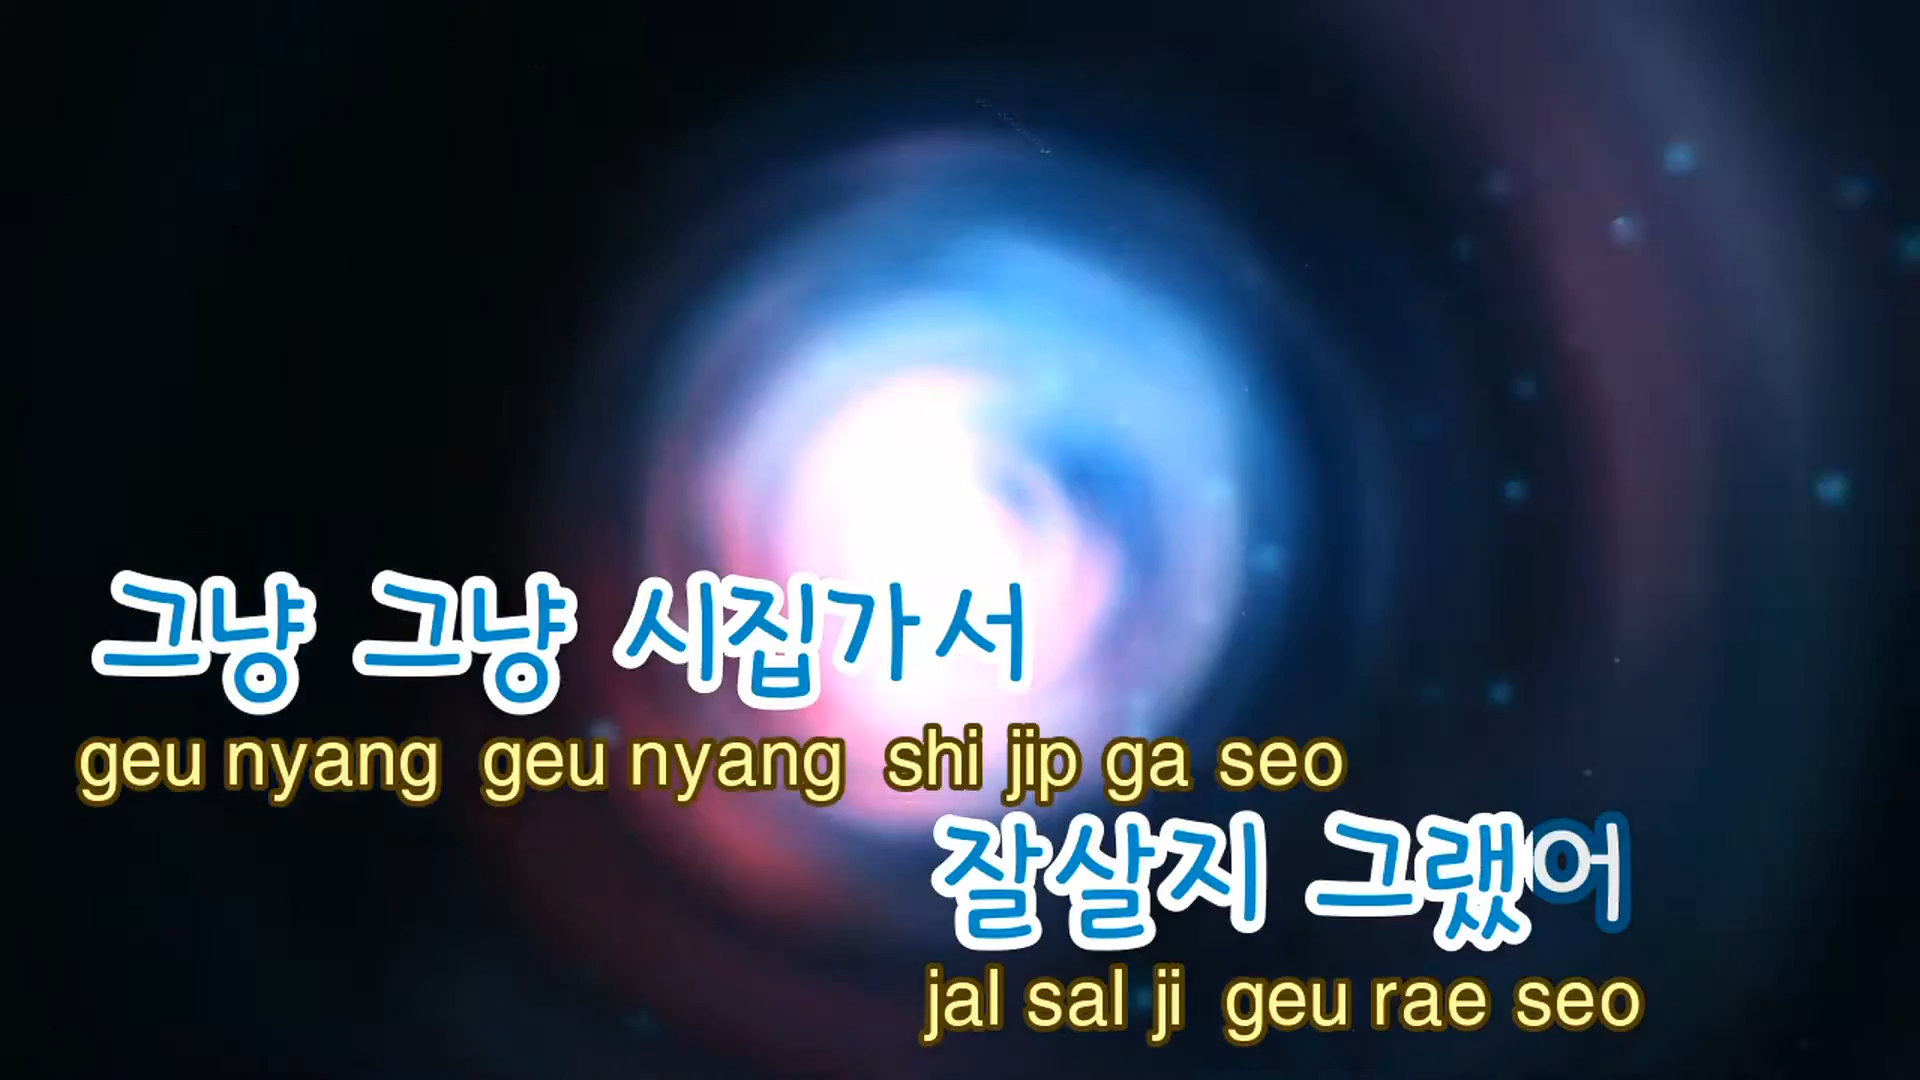 그냥 그냥 시집가서
geu nyang geu nyang shi jip ga seo
잘살지 그랬어
jal sal ji geu rae seo